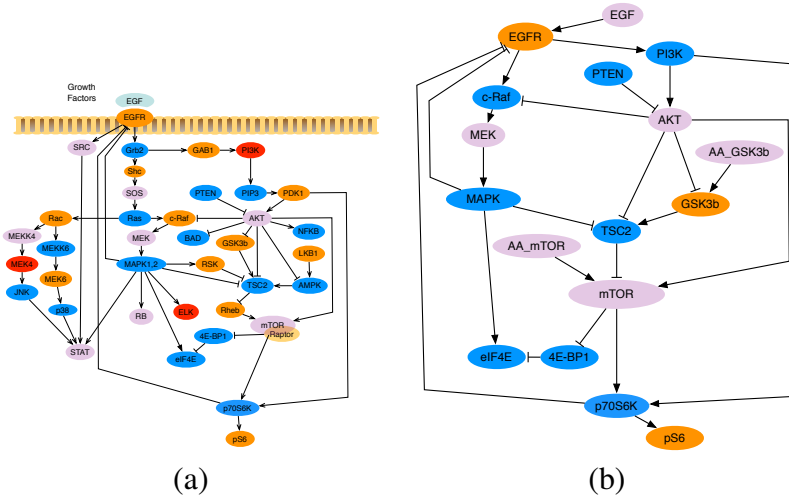 Growth
Factors
EGF
EGFR
SRC
Grb2
GAB1
PI3K
Shc
SOS
PTEN
PIP3
PDK1
Rac
Ras
c-Raf
AKT
MEKK4
MEKK6
MEK
BAD
NFKB
GSK3b
LKB1
MEK4
MEK6
MAPK1,2
RSK
TSC2
AMPK
JNK
p38
RB
ELK
Rheb
mTOR
Raptor
STAT
eIF4E
4E-BP1
p70S6K
pS6
(a)
EGF
EGFR
PI3K
PTEN
c-Raf
AKT
MEK
AA_GSK3b
MAPK
GSK3b
TSC2
AA_mTOR
mTOR
eIF4E
4E-BP1
p70S6K
pS6
(b)